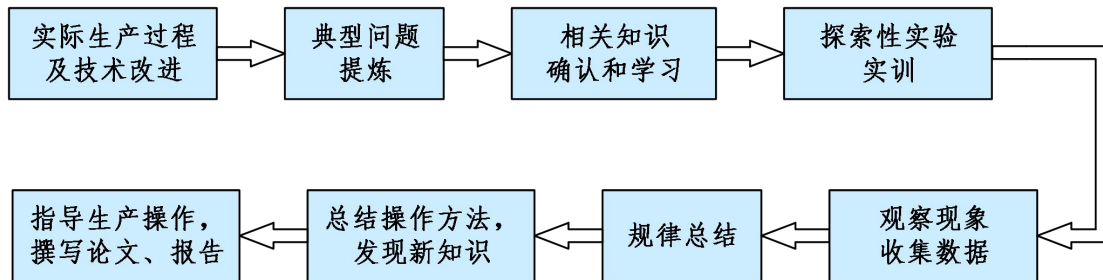 实际生产过程
及技术改进
典型问题
提炼
相关知识
确认和学习
探索性实验
实训
观察现象
收集数据
规律总结
总结操作方法，
发现新知识
指导生产操作，
撰写论文、报告